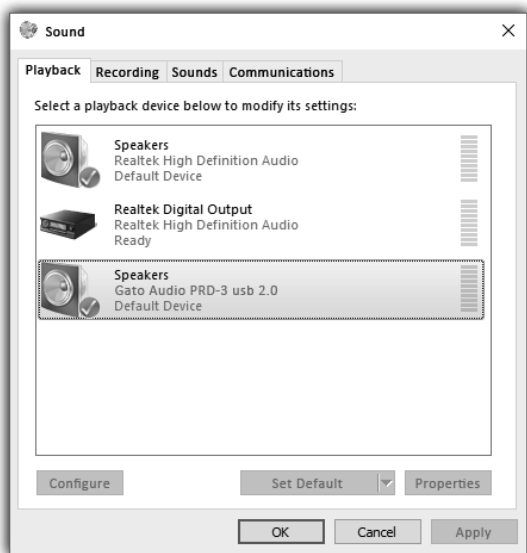 Sound
Playback Recording Sounds Communications
Select a playback device below to modify its settings:
Speakers
Realtek High Definition Audio
Default Device
Realtek Digital Output
Realtek High Definition Audio
Ready
Speakers
Gato Audio PRD-3 usb 2.0
Default Device
Configure Set Default Properties
OK Cancel Apply